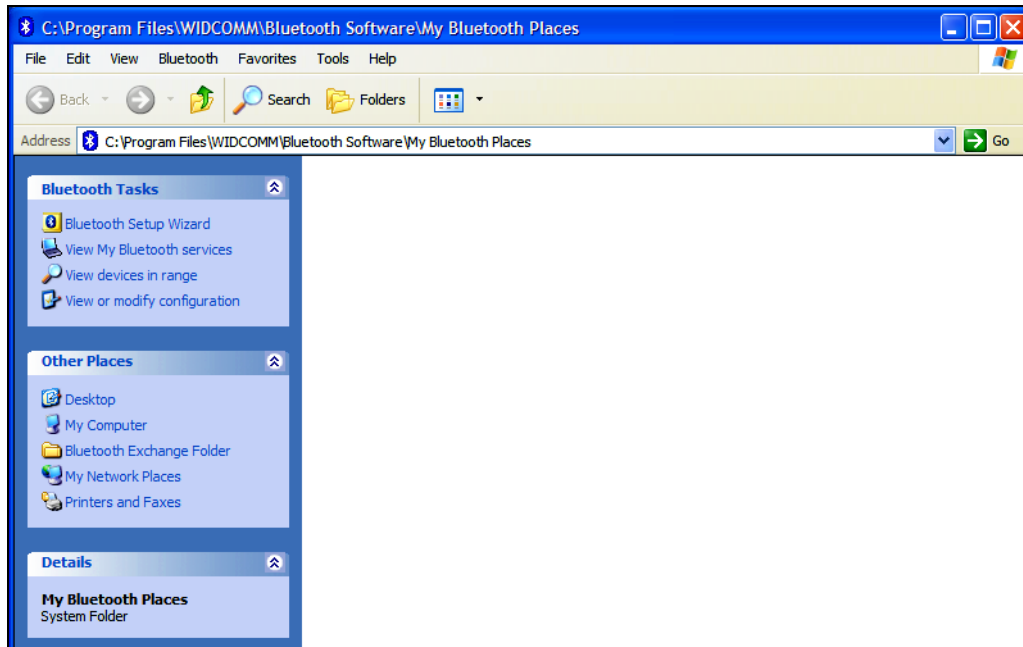 C:\Program Files\WIDCOMM\Bluetooth Software\My Bluetooth Places
File Edit View Bluetooth Favorites Tools Help
Back Search Folders
Address C:\Program Files\WIDCOMM\Bluetooth Software\My Bluetooth Places Go
Bluetooth Tasks
Bluetooth Setup Wizard
View My Bluetooth services
View devices in range
View or modify configuration
Other Places
Desktop
My Computer
Bluetooth Exchange Folder
My Network Places
Printers and Faxes
Details
My Bluetooth Places
System Folder